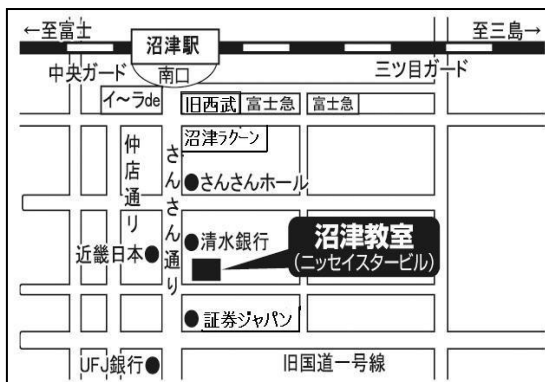 ←至富士
至三島→
沼津駅
中央ガード
南口
三ツ目ガード
イ～ラde
旧西武
富士急
富士急
沼津ラクーン
仲店通り
さんさん通り
●さんさんホール
●清水銀行
沼津教室
(ニッセイスタービル)
近畿日本●
●証券ジャパン
UFJ銀行●
旧国道一号線